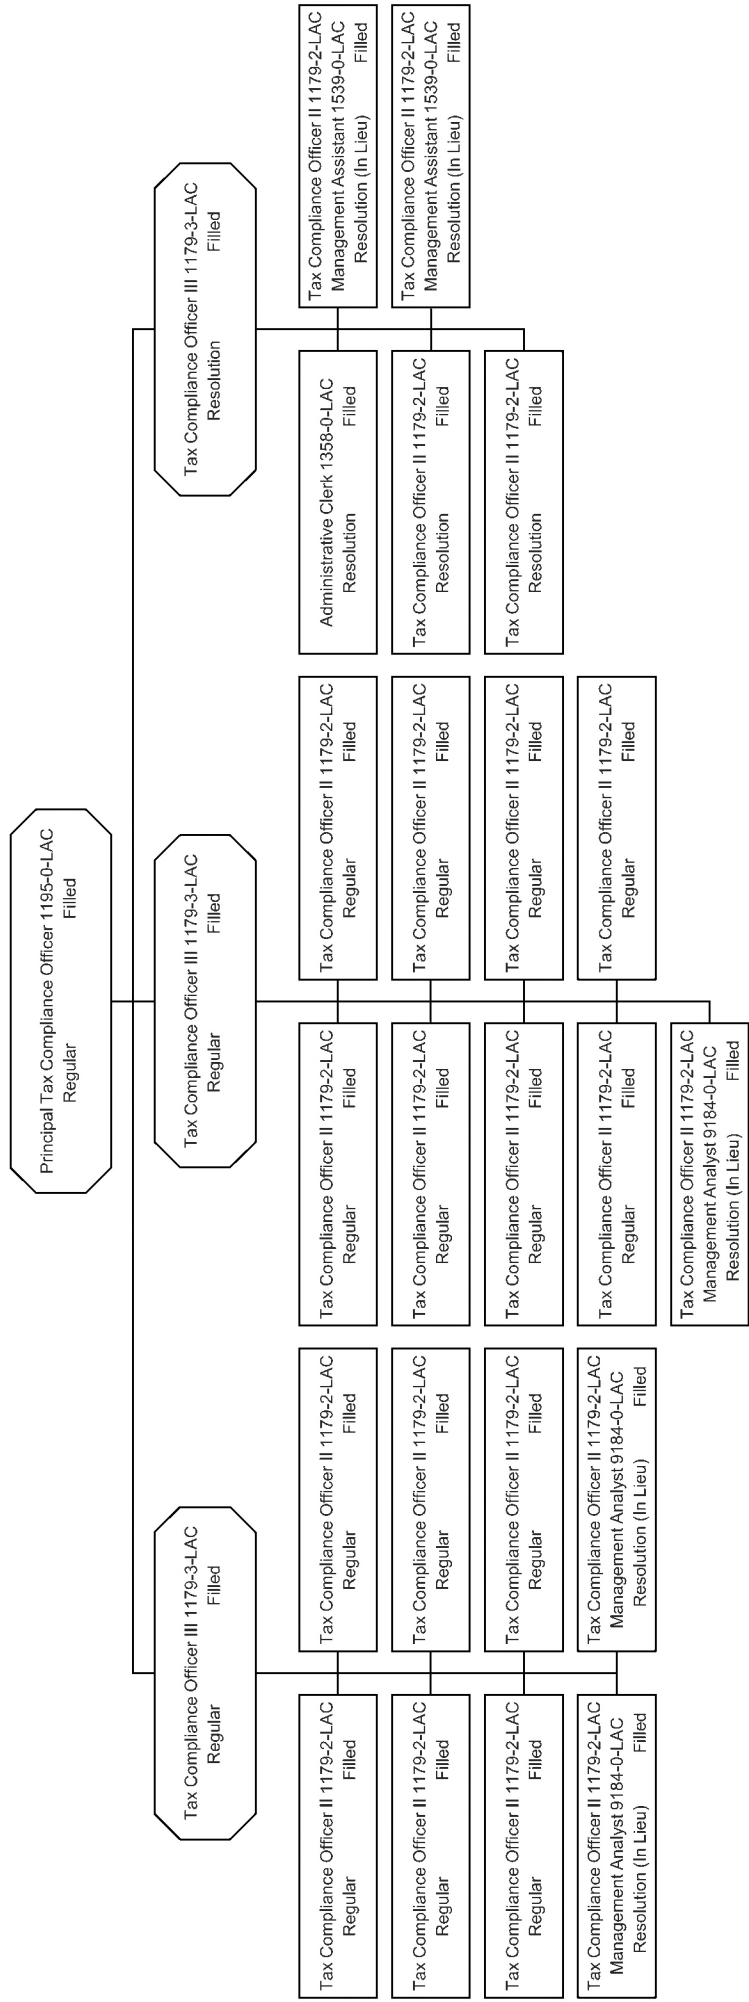 Principal Tax Compliance Officer 1195-0-LAC
Regular Filled
Tax Compliance Officer III 1179-3-LAC
Regular Filled
Tax Compliance Officer II 1179-2-LAC
Regular Filled
Tax Compliance Officer II 1179-2-LAC
Regular Filled
Tax Compliance Officer II 1179-2-LAC
Regular Filled
Tax Compliance Officer II 1179-2-LAC
Regular Filled
Tax Compliance Officer II 1179-2-LAC
Regular Filled
Tax Compliance Officer II 1179-2-LAC
Regular Filled
Tax Compliance Officer II 1179-2-LAC
Management Analyst 9184-0-LAC
Resolution (In Lieu) Filled
Tax Compliance Officer II 1179-2-LAC
Management Analyst 9184-0-LAC
Resolution (In Lieu) Filled
Tax Compliance Officer III 1179-3-LAC
Regular Filled
Tax Compliance Officer II 1179-2-LAC
Regular Filled
Tax Compliance Officer II 1179-2-LAC
Regular Filled
Tax Compliance Officer II 1179-2-LAC
Regular Filled
Tax Compliance Officer II 1179-2-LAC
Regular Filled
Tax Compliance Officer II 1179-2-LAC
Regular Filled
Tax Compliance Officer II 1179-2-LAC
Regular Filled
Tax Compliance Officer II 1179-2-LAC
Regular Filled
Tax Compliance Officer II 1179-2-LAC
Regular Filled
Tax Compliance Officer II 1179-2-LAC
Management Analyst 9184-0-LAC
Resolution (In Lieu) Filled
Tax Compliance Officer III 1179-3-LAC
Resolution Filled
Administrative Clerk 1358-0-LAC
Resolution Filled
Tax Compliance Officer II 1179-2-LAC
Management Assistant 1539-0-LAC
Resolution (In Lieu) Filled
Tax Compliance Officer II 1179-2-LAC
Resolution Filled
Tax Compliance Officer II 1179-2-LAC
Management Assistant 1539-0-LAC
Resolution (In Lieu) Filled
Tax Compliance Officer II 1179-2-LAC
Resolution Filled